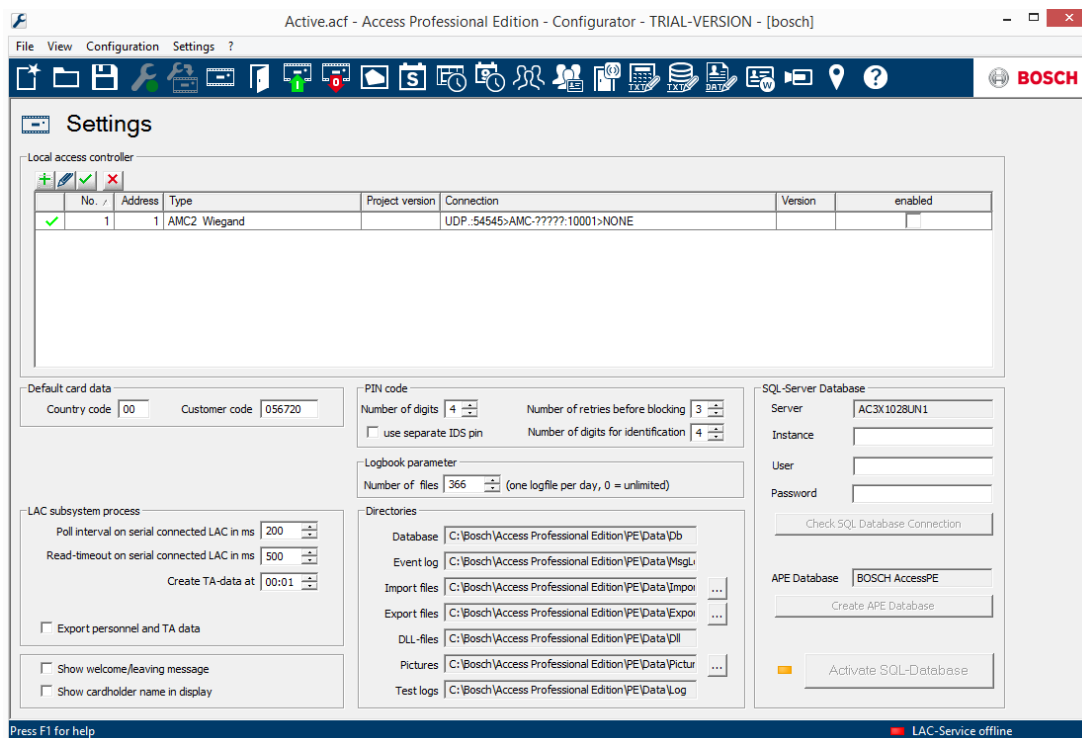 Active.acf - Access Professional Edition - Configurator - TRIAL-VERSION - [bosch]
File View Configuration Settings ?
S TXT TXT DAT W ? BOSCH
Settings
Local access controller
No. Address Type Project version Connection Version enabled
1 1 AMC2 Wiegand UDP.:54545>AMC-?????:10001>NONE
Default card data
Country code 00 Customer code 056720
PIN code
Number of digits 4 Number of retries before blocking 3
use separate IDS pin Number of digits for identification 4
SQL-Server Database
Server AC3X1028UN1
Instance
User
Password
Check SQL Database Connection
APE Database BOSCH AccessPE
Create APE Database
Activate SQL-Database
Logbook parameter
Number of files 366 (one logfile per day, 0 = unlimited)
LAC subsystem process
Poll interval on serial connected LAC in ms 200
Read-timeout on serial connected LAC in ms 500
Create TA-data at 00:01
Export personnel and TA data
Show welcome/leaving message
Show cardholder name in display
Directories
Database C:\Bosch\Access Professional Edition\PE\Data\Db
Event log C:\Bosch\Access Professional Edition\PE\Data\MsgL
Import files C:\Bosch\Access Professional Edition\PE\Data\Impor ...
Export files C:\Bosch\Access Professional Edition\PE\Data\Expor ...
DLL-files C:\Bosch\Access Professional Edition\PE\Data\Dll
Pictures C:\Bosch\Access Professional Edition\PE\Data\Pictur ...
Test logs C:\Bosch\Access Professional Edition\PE\Data\Log
Press F1 for help LAC-Service offline